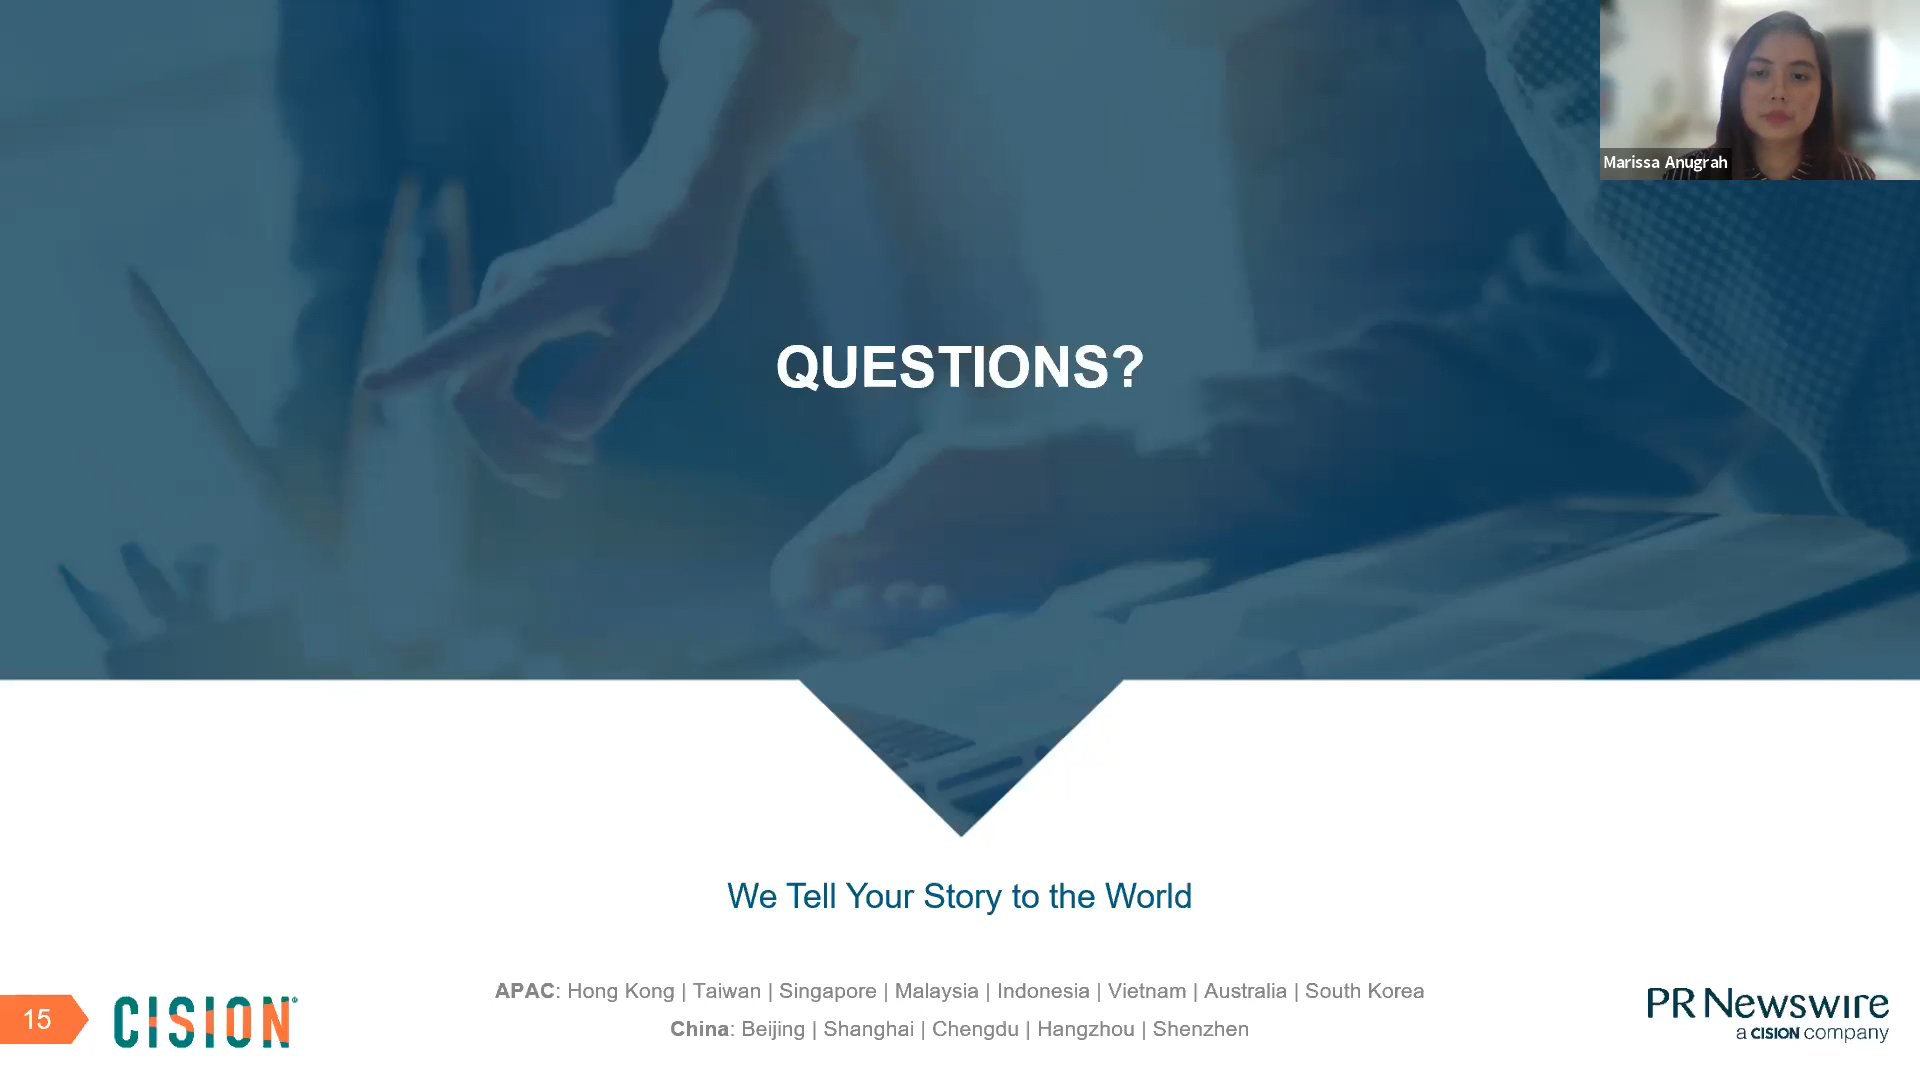 Marissa Anugrah
QUESTIONS?
We Tell Your Story to the World
APAC: Hong Kong | Taiwan | Singapore | Malaysia | Indonesia | Vietnam | Australia | South Korea
China: Beijing | Shanghai | Chengdu | Hangzhou | Shenzhen
15
CISION®
PR Newswire
a CISION company